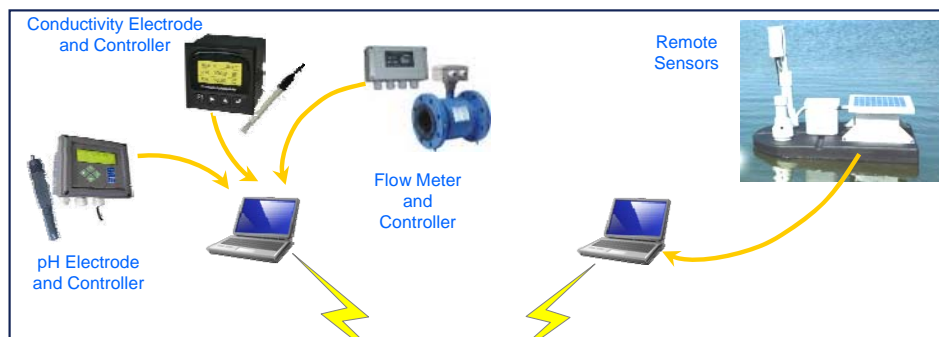 Conductivity Electrode
and Controller
Remote
Sensors
Flow Meter
and
Controller
pH Electrode
and Controller